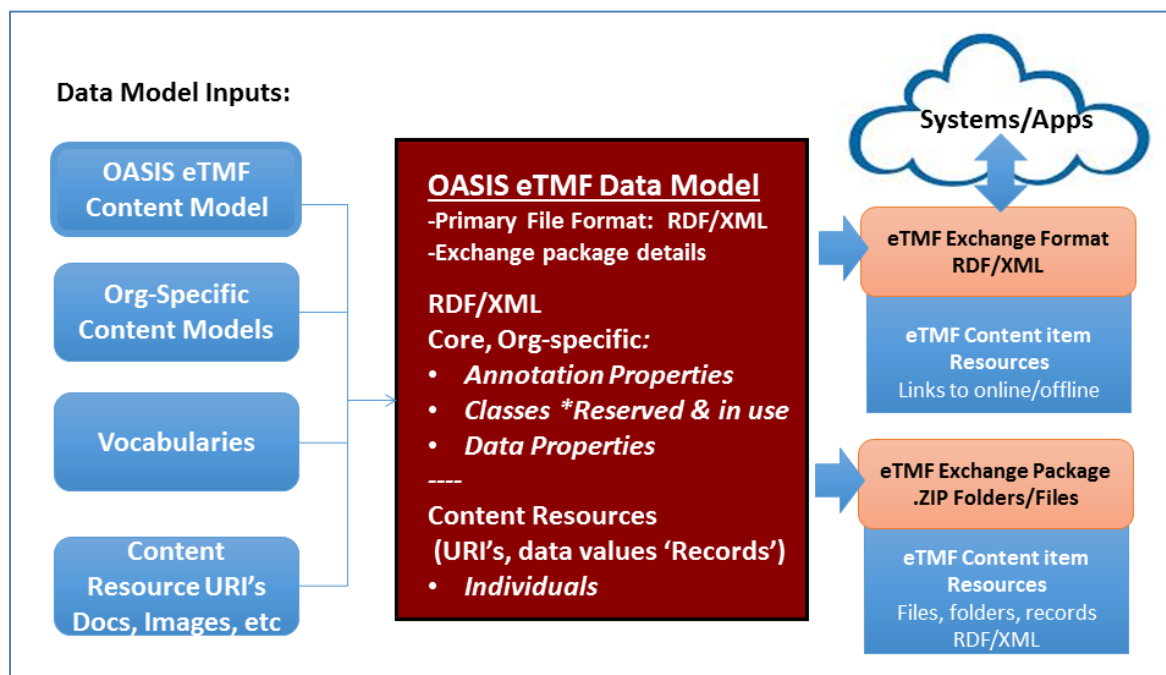 Data Model Inputs:
OASIS eTMF
Content Model
Org-Specific
Content Models
Vocabularies
Content
Resource URI's
Docs, Images, etc
OASIS eTMF Data Model
-Primary File Format: RDF/XML
-Exchange package details
RDF/XML
Core, Org-specific:
• Annotation Properties
• Classes *Reserved & in use
• Data Properties
----
Content Resources
(URI's, data values 'Records')
• Individuals
Systems/Apps
eTMF Exchange Format
RDF/XML
eTMF Content item
Resources
Links to online/offline
eTMF Exchange Package
.ZIP Folders/Files
eTMF Content item
Resources
Files, folders, records
RDF/XML